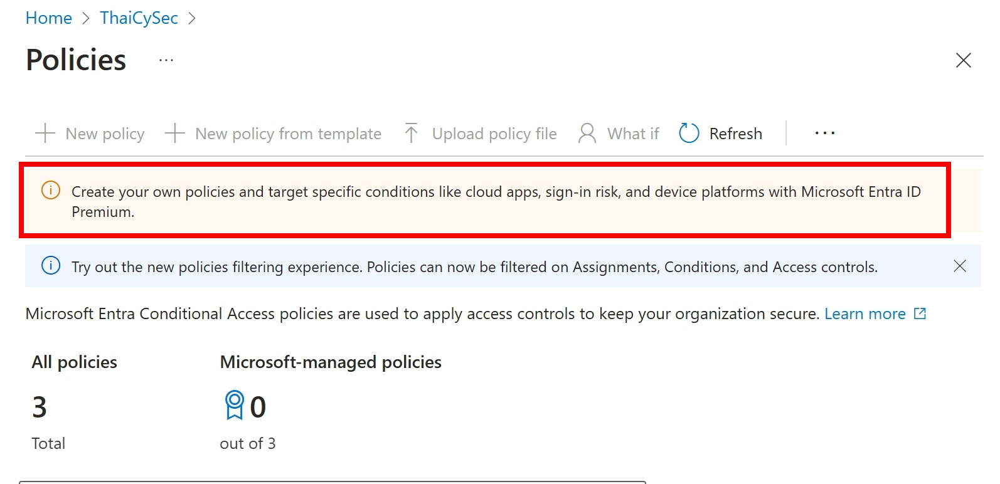 Home > ThaiCySec >
Policies ...
New policy New policy from template Upload policy file What if Refresh ...
Create your own policies and target specific conditions like cloud apps, sign-in risk, and device platforms with Microsoft Entra ID
Premium.
Try out the new policies filtering experience. Policies can now be filtered on Assignments, Conditions, and Access controls.
Microsoft Entra Conditional Access policies are used to apply access controls to keep your organization secure. Learn more
All policies Microsoft-managed policies
3 0
Total out of 3